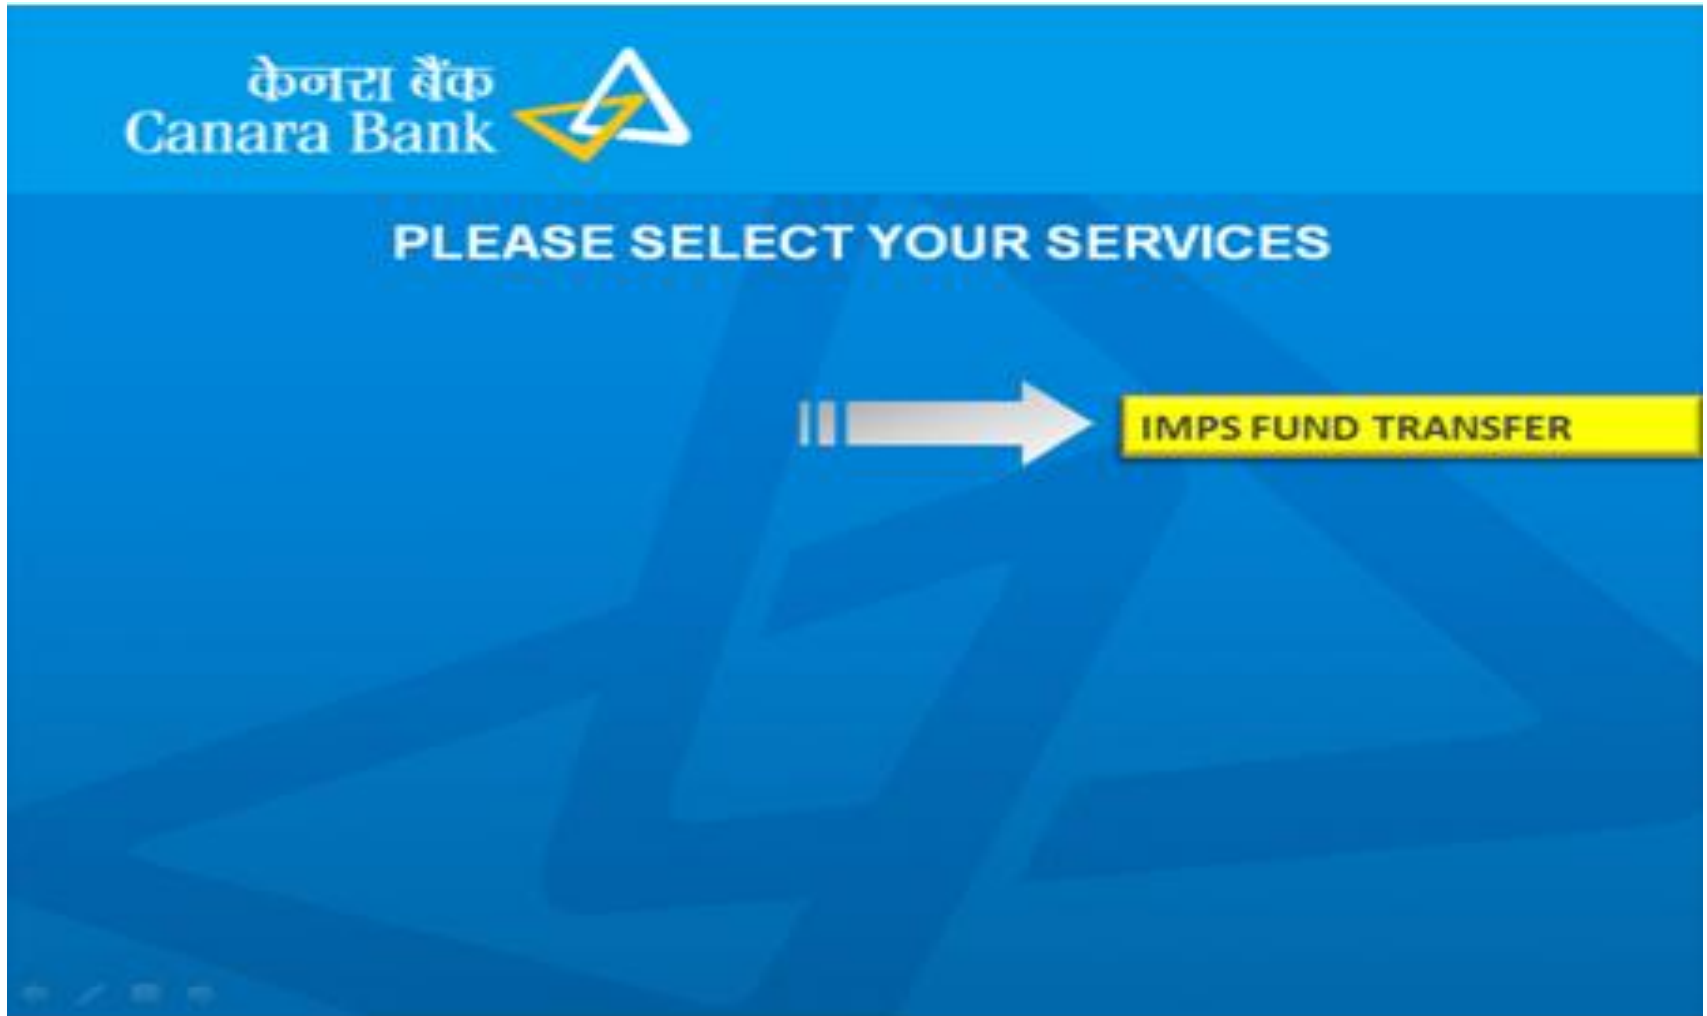 केनरा बैंक
Canara Bank
PLEASE SELECT YOUR SERVICES
IMPS FUND TRANSFER